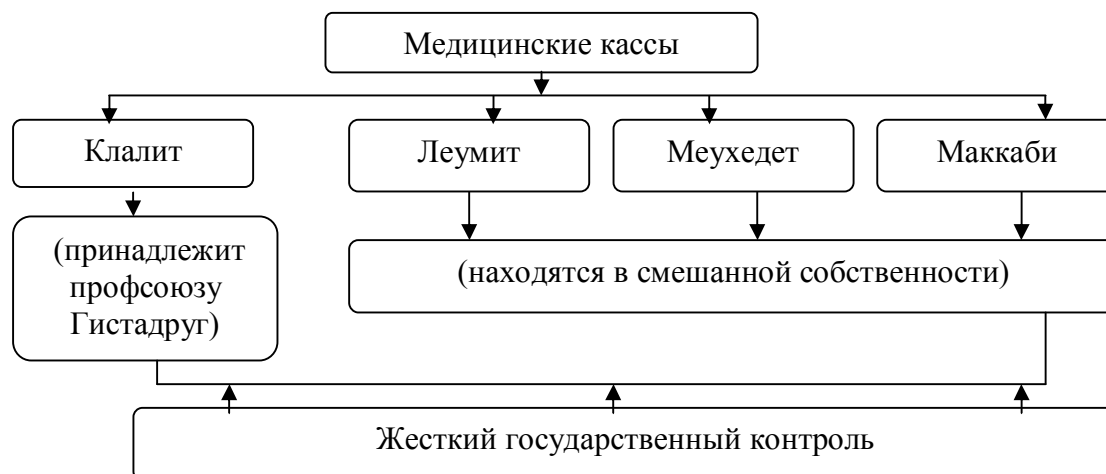 Медицинские кассы
Клалит
Леумит
Меухедет
Маккаби
(принадлежит
профсоюзу
Гистадруг)
(находятся в смешанной собственности)
Жесткий государственный контроль